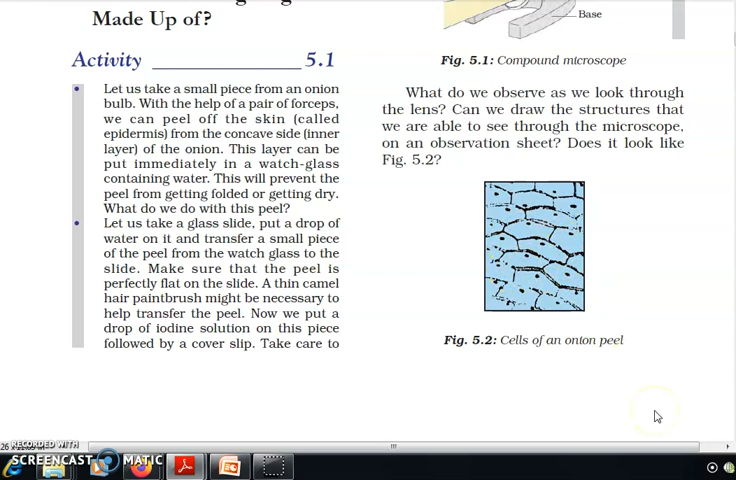 Made Up of?
Activity ____________ 5.1
• Let us take a small piece from an onion
bulb. With the help of a pair of forceps,
we can peel off the skin (called
epidermis) from the concave side (inner
layer) of the onion. This layer can be
put immediately in a watch-glass
containing water. This will prevent the
peel from getting folded or getting dry.
What do we do with this peel?
• Let us take a glass slide, put a drop of
water on it and transfer a small piece
of the peel from the watch glass to the
slide. Make sure that the peel is
perfectly flat on the slide. A thin camel
hair paintbrush might be necessary to
help transfer the peel. Now we put a
drop of iodine solution on this piece
followed by a cover slip. Take care to
Base
Fig. 5.1: Compound microscope
What do we observe as we look through
the lens? Can we draw the structures that
we are able to see through the microscope,
on an observation sheet? Does it look like
Fig. 5.2?
Fig. 5.2: Cells of an onion peel
RECORDED WITH
SCREENCAST MATIC